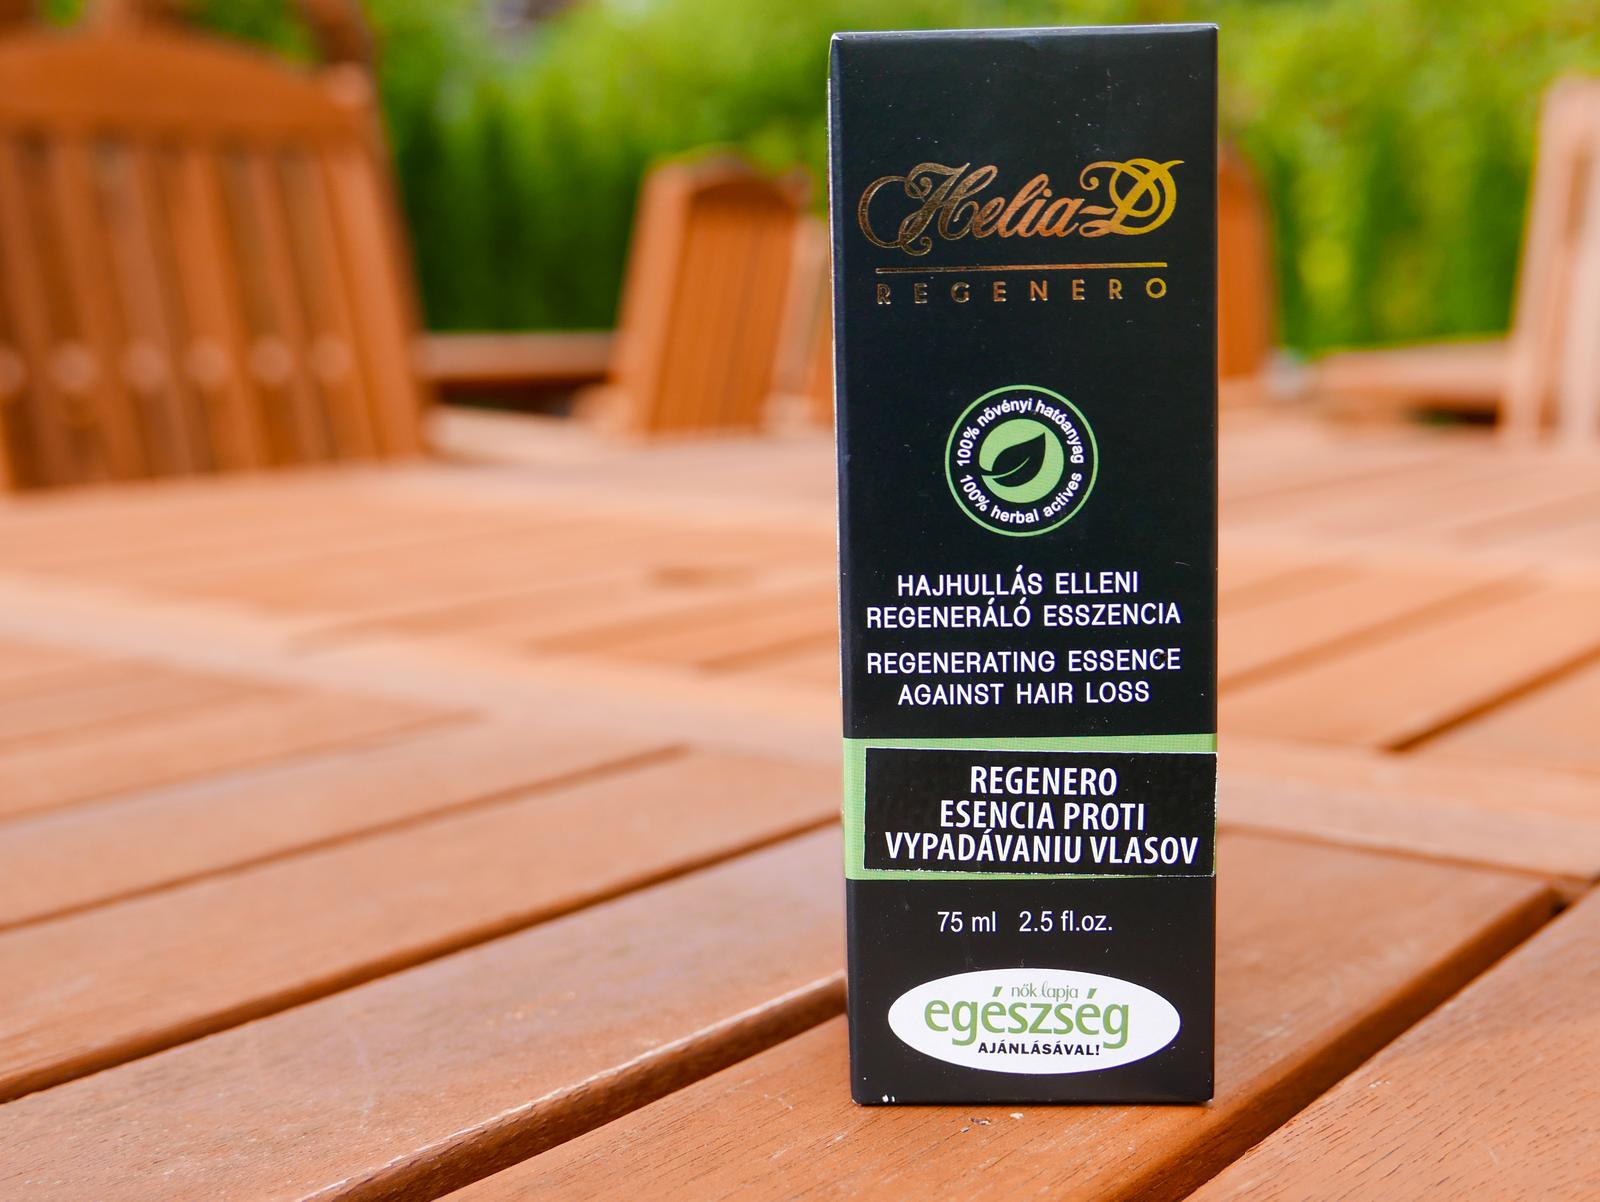 Helia-D
REGENERO
100% növényi hatóanyag
100% herbal actives
HAJHULLÁS ELLENI
REGENERÁLÓ ESSZENCIA
REGENERATING ESSENCE
AGAINST HAIR LOSS
REGENERO
ESENCIA PROTI
VYPADÁVANIU VLASOV
75 ml 2.5 fl.oz.
nők lapja
egészség
AJÁNLÁSÁVAL!